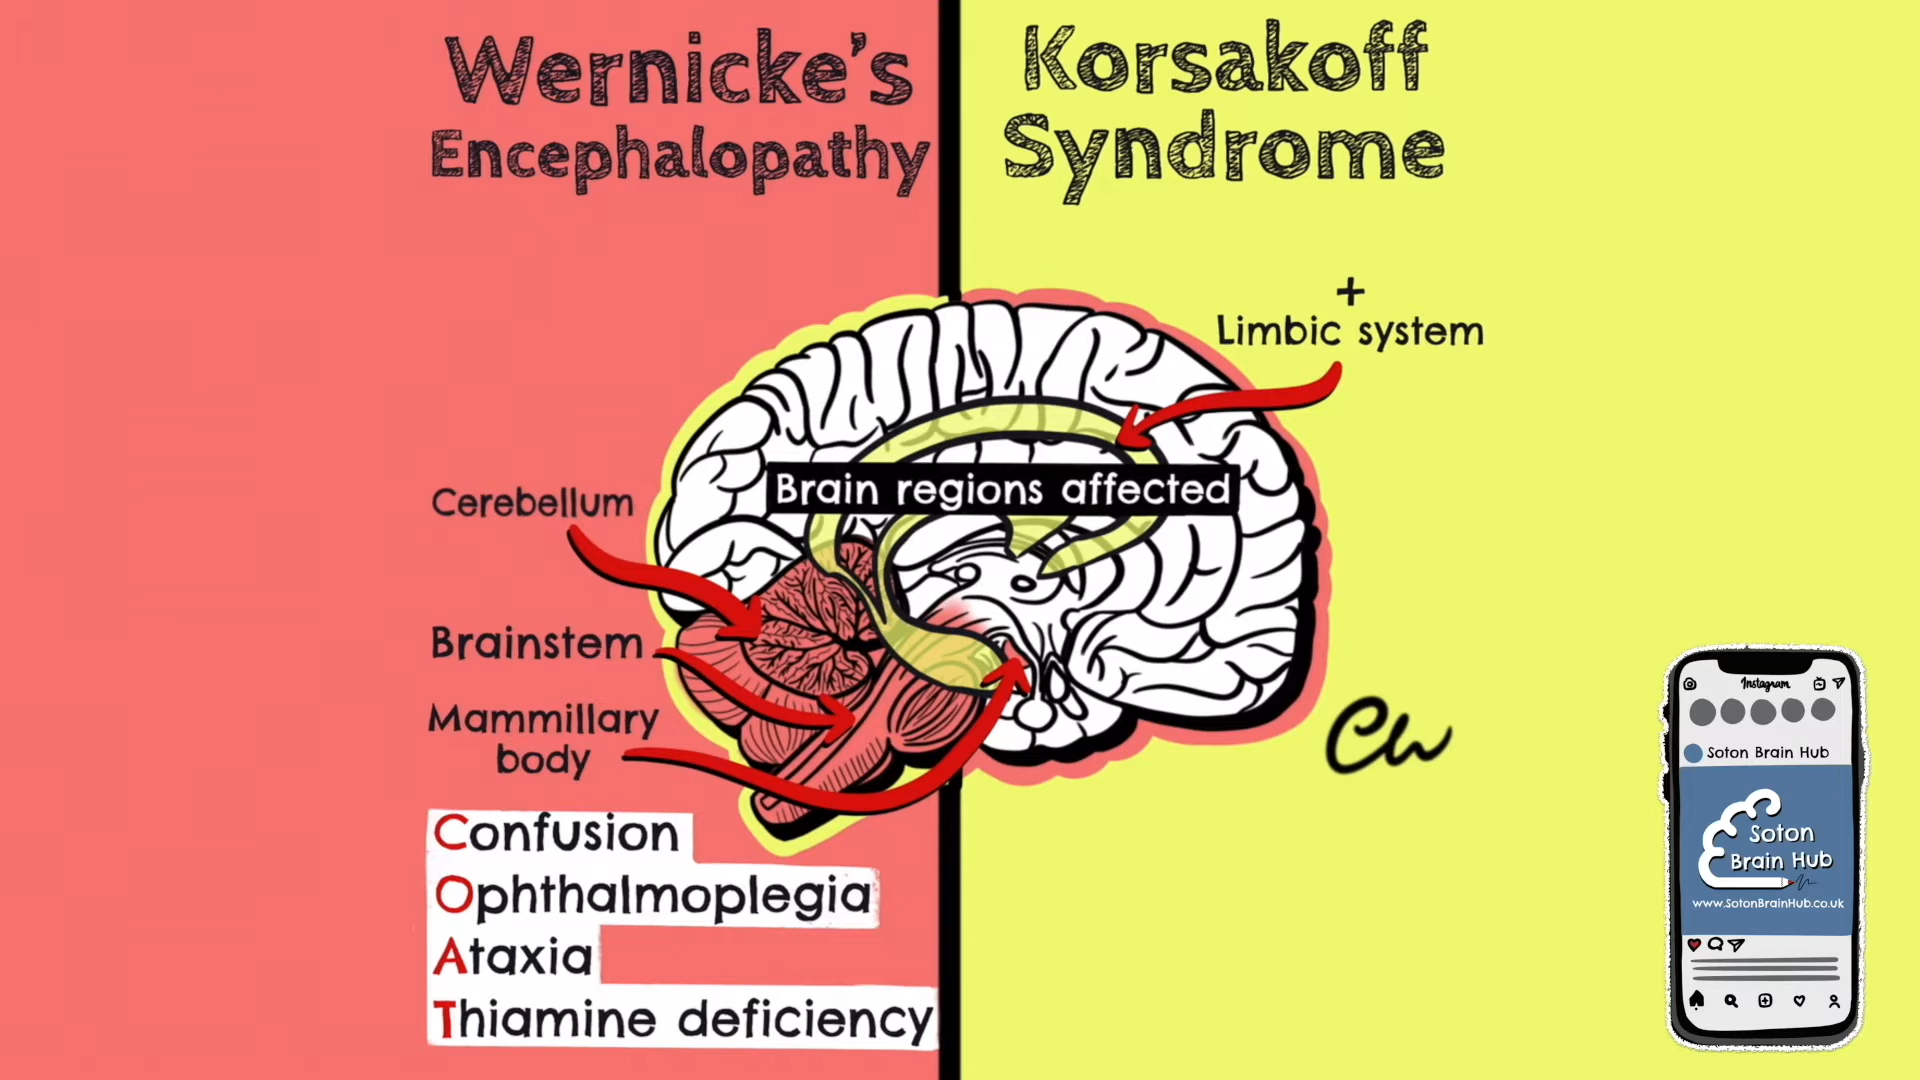 Wernicke's
Encephalopathy
Korsakoff
Syndrome
+
Limbic system
Brain regions affected
Cerebellum
Brainstem
Mammillary
body
Confusion
Ophthalmoplegia
Ataxia
Thiamine deficiency
Instagram
Soton Brain Hub
Soton
Brain Hub
www.SotonBrainHub.co.uk